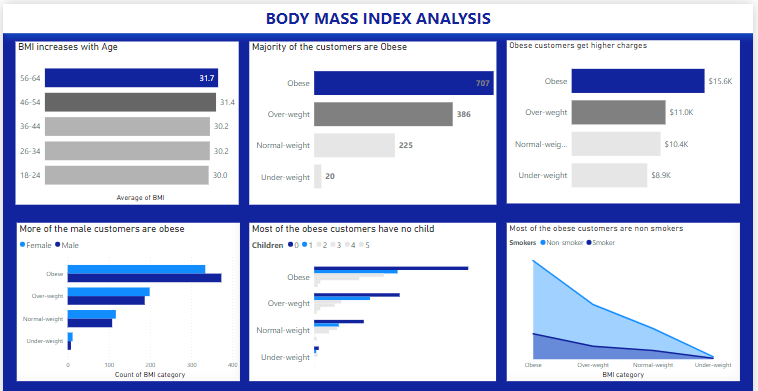 BODY MASS INDEX ANALYSIS
BMI increases with Age
56-64 31.7
46-54 31.4
36-44 30.2
26-34 30.2
18-24 30.0
Average of BMI
Majority of the customers are Obese
Obese 707
Over-weght 386
Normal-weight 225
Under-weight 20
Obese customers get higher charges
Obese $15.6K
Over-weght $11.0K
Normal-weig... $10.4K
Under-weight $8.9K
More of the male customers are obese
Female Male
Obese
Over-weght
Normal-weight
Under-weight
0 100 200 300 400
Count of BMI category
Most of the obese customers have no child
Children 0 1 2 3 4 5
Obese
Over-weght
Normal-weight
Under-weight
Most of the obese customers are non smokers
Smokers Non smoker Smoker
Obese Over-weght Normal-weight Under-weight
BMI category